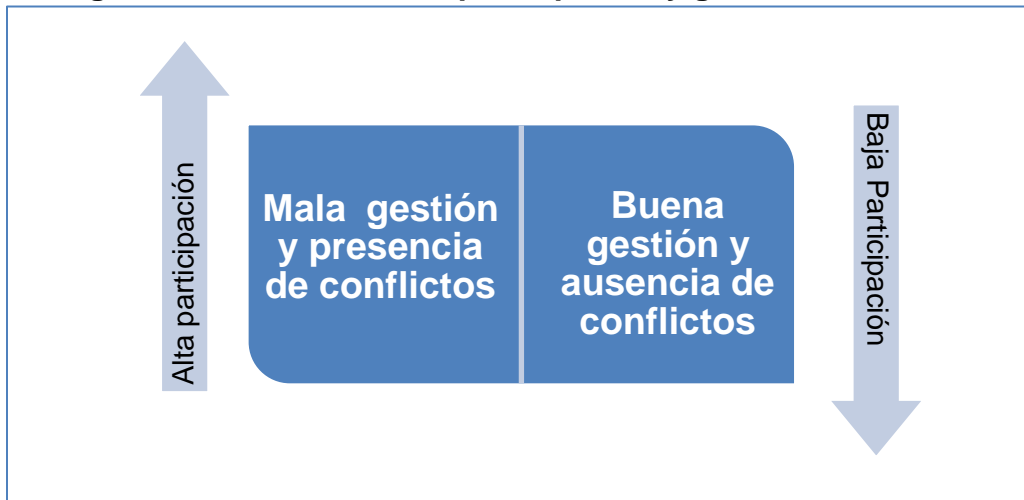 Alta participación
Mala gestión
y presencia
de conflictos
Buena
gestión y
ausencia de
conflictos
Baja Participación